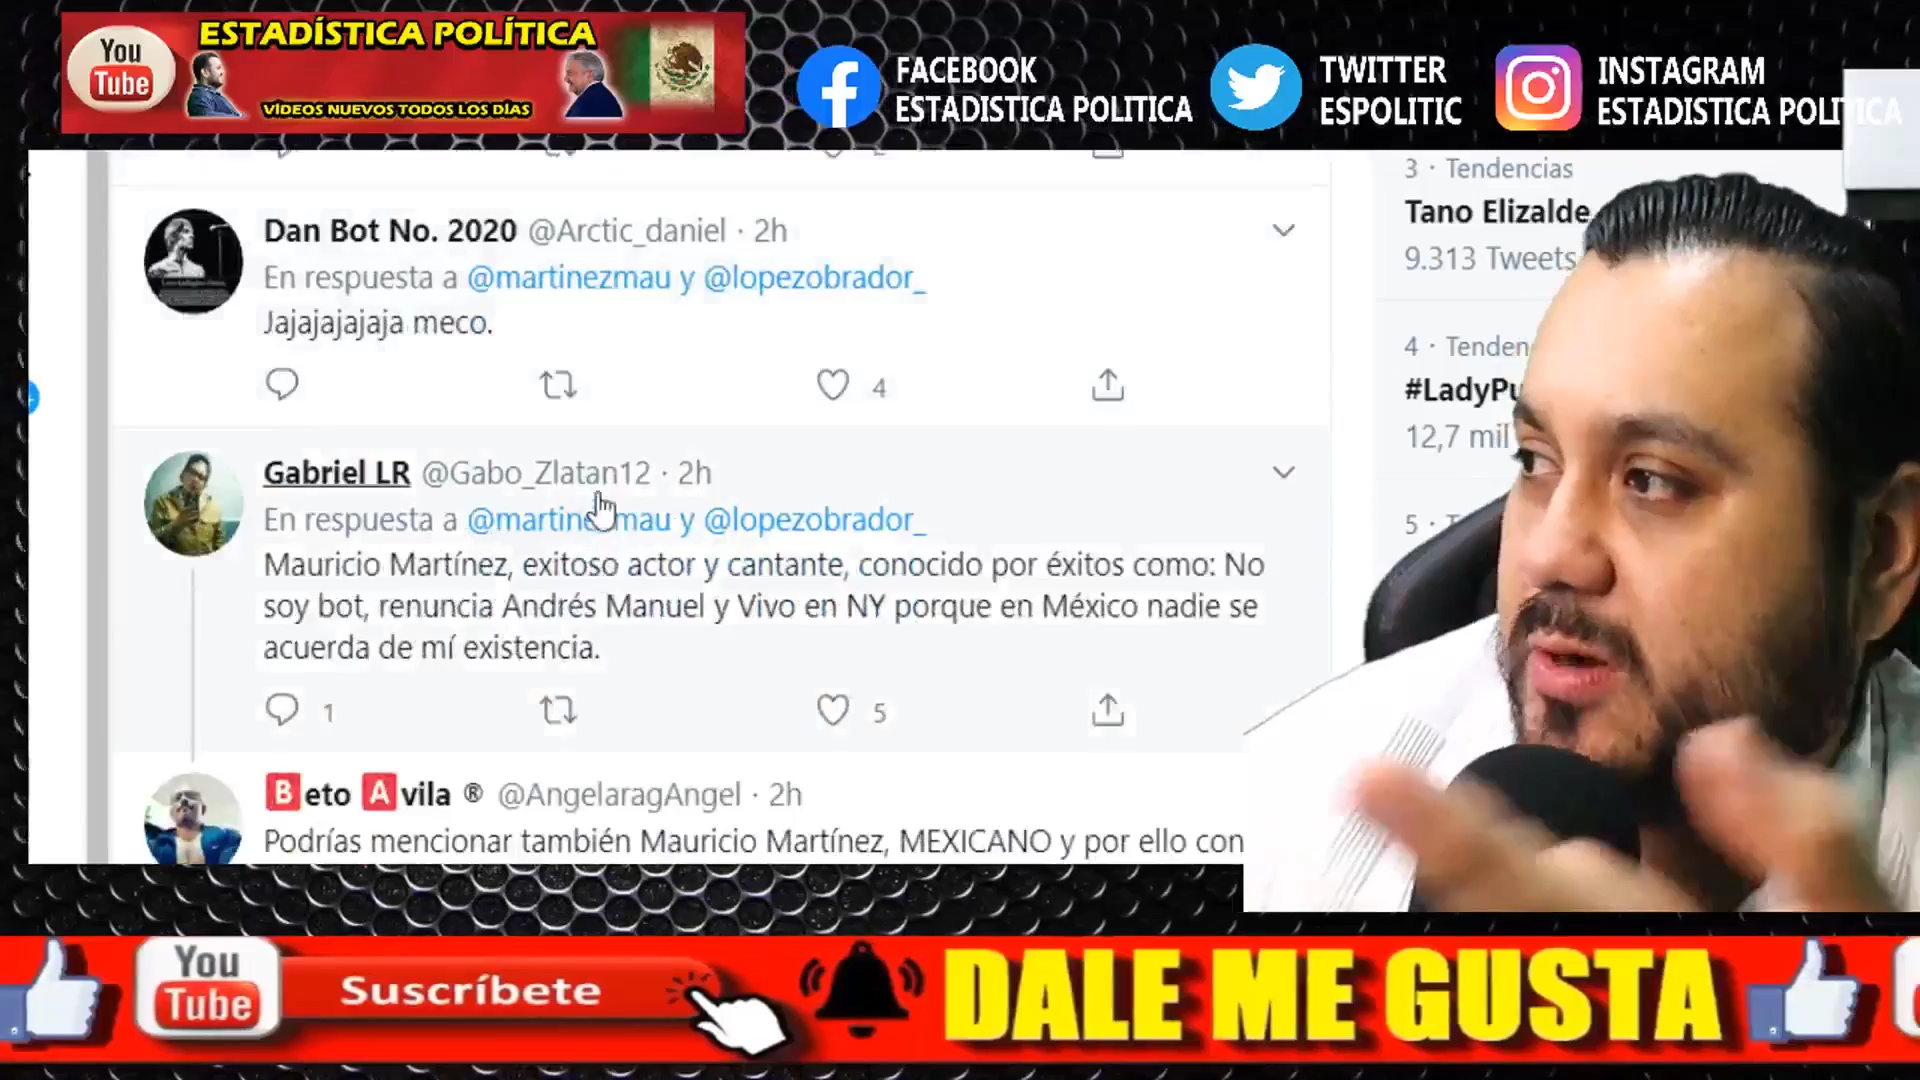 You
Tube
ESTADÍSTICA POLÍTICA
VÍDEOS NUEVOS TODOS LOS DÍAS
FACEBOOK
ESTADISTICA POLITICA
TWITTER
ESPOLITIC
INSTAGRAM
ESTADISTICA POLITICA
Dan Bot No. 2020 @Arctic_daniel · 2h
En respuesta a @martinezmau y @lopezobrador_
Jajajajajaja meco.
4
Gabriel LR @Gabo_Zlatan12 · 2h
En respuesta a @martinezmau y @lopezobrador_
Mauricio Martínez, exitoso actor y cantante, conocido por éxitos como: No
soy bot, renuncia Andrés Manuel y Vivo en NY porque en México nadie se
acuerda de mí existencia.
1
5
Beto Avila ® @AngelaragAngel · 2h
Podrías mencionar también Mauricio Martínez, MEXICANO y por ello con
3 · Tendencias
Tano Elizalde
9.313 Tweets
4 · Tenden
#LadyPu
12,7 mil
5 ·
You
Tube
Suscríbete
DALE ME GUSTA